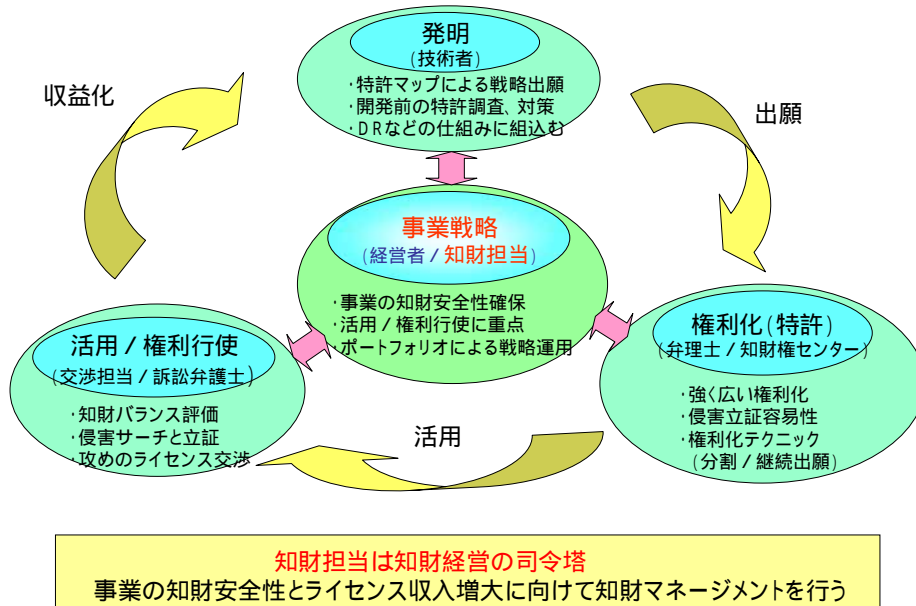 発明
(技術者)
・特許マップによる戦略出願
・開発前の特許調査、対策
・DRなどの仕組みに組込む
収益化
出願
事業戦略
(経営者/知財担当)
・事業の知財安全性確保
・活用/権利行使に重点
・ポートフォリオによる戦略運用
活用/権利行使
(交渉担当/訴訟弁護士)
・知財バランス評価
・侵害サーチと立証
・攻めのライセンス交渉
権利化(特許)
(弁理士/知財権センター)
・強く広い権利化
・侵害立証容易性
・権利化テクニック
(分割/継続出願)
活用
知財担当は知財経営の司令塔
事業の知財安全性とライセンス収入増大に向けて知財マネージメントを行う